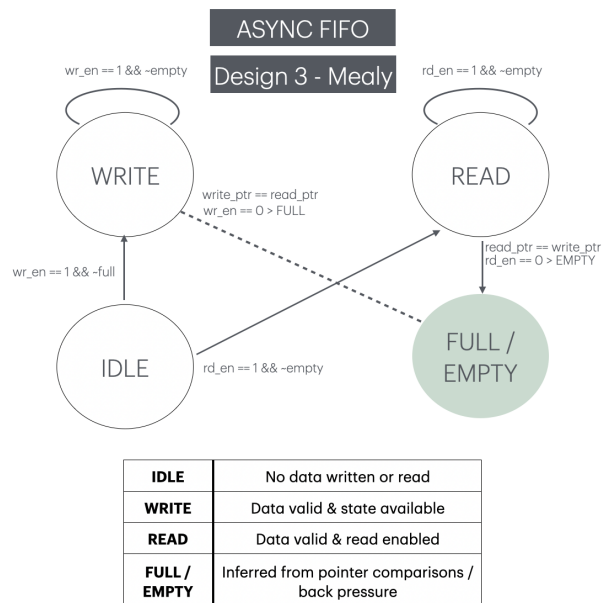 ASYNC FIFO
Design 3 - Mealy
wr_en == 1 && ~empty
rd_en == 1 && ~empty
WRITE
READ
write_ptr == read_ptr
wr_en == 0 > FULL
read_ptr == write_ptr
rd_en == 0 > EMPTY
wr_en == 1 && ~full
IDLE
rd_en == 1 && ~empty
FULL /
EMPTY
IDLE No data written or read
WRITE Data valid & state available
READ Data valid & read enabled
FULL / Inferred from pointer comparisons /
EMPTY back pressure